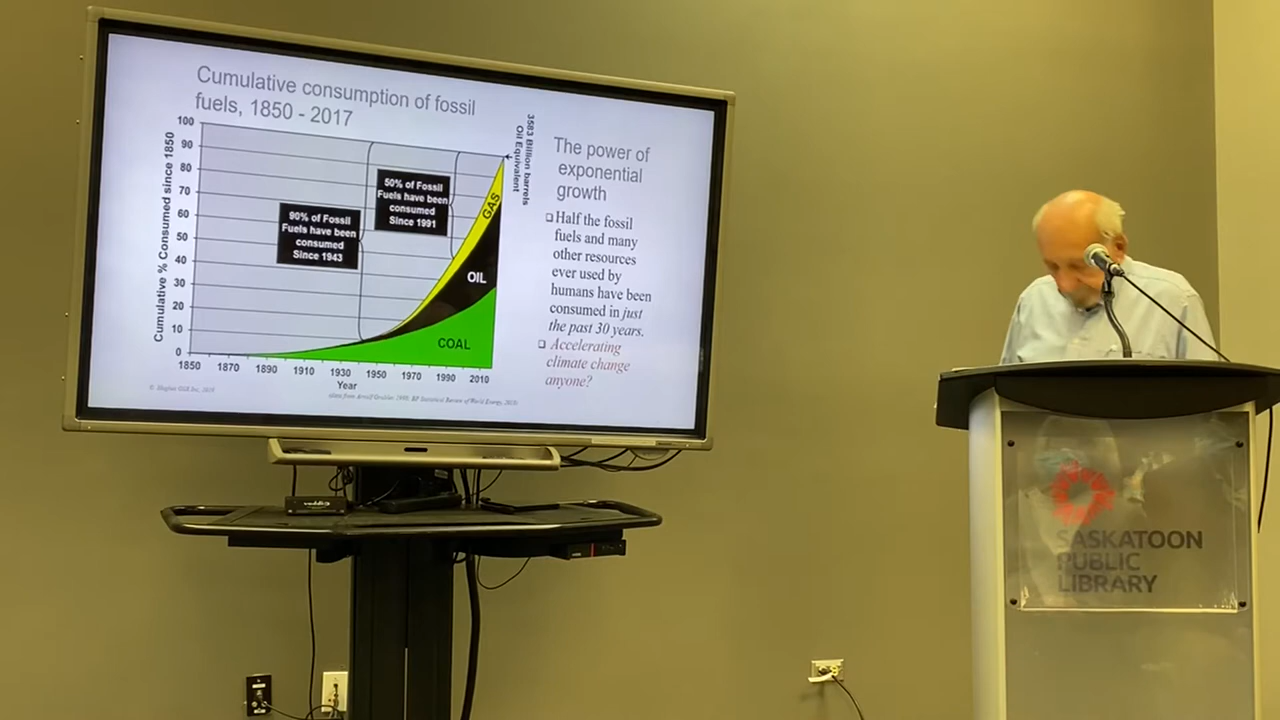 Cumulative consumption of fossil
fuels, 1850 - 2017
3583 Billion barrels
Oil Equivalent
Cumulative % Consumed since 1850
100
90
80
70
60
50
40
30
20
10
0
90% of Fossil
Fuels have been
consumed
Since 1943
50% of Fossil
Fuels have been
consumed
Since 1991
GAS
OIL
COAL
1850
1870
1890
1910
1930
1950
1970
1990
2010
Year
The power of
exponential
growth
Half the fossil
fuels and many
other resources
ever used by
humans have been
consumed in just
the past 30 years.
Accelerating
climate change
anyone?
SASKATOON
PUBLIC
LIBRARY